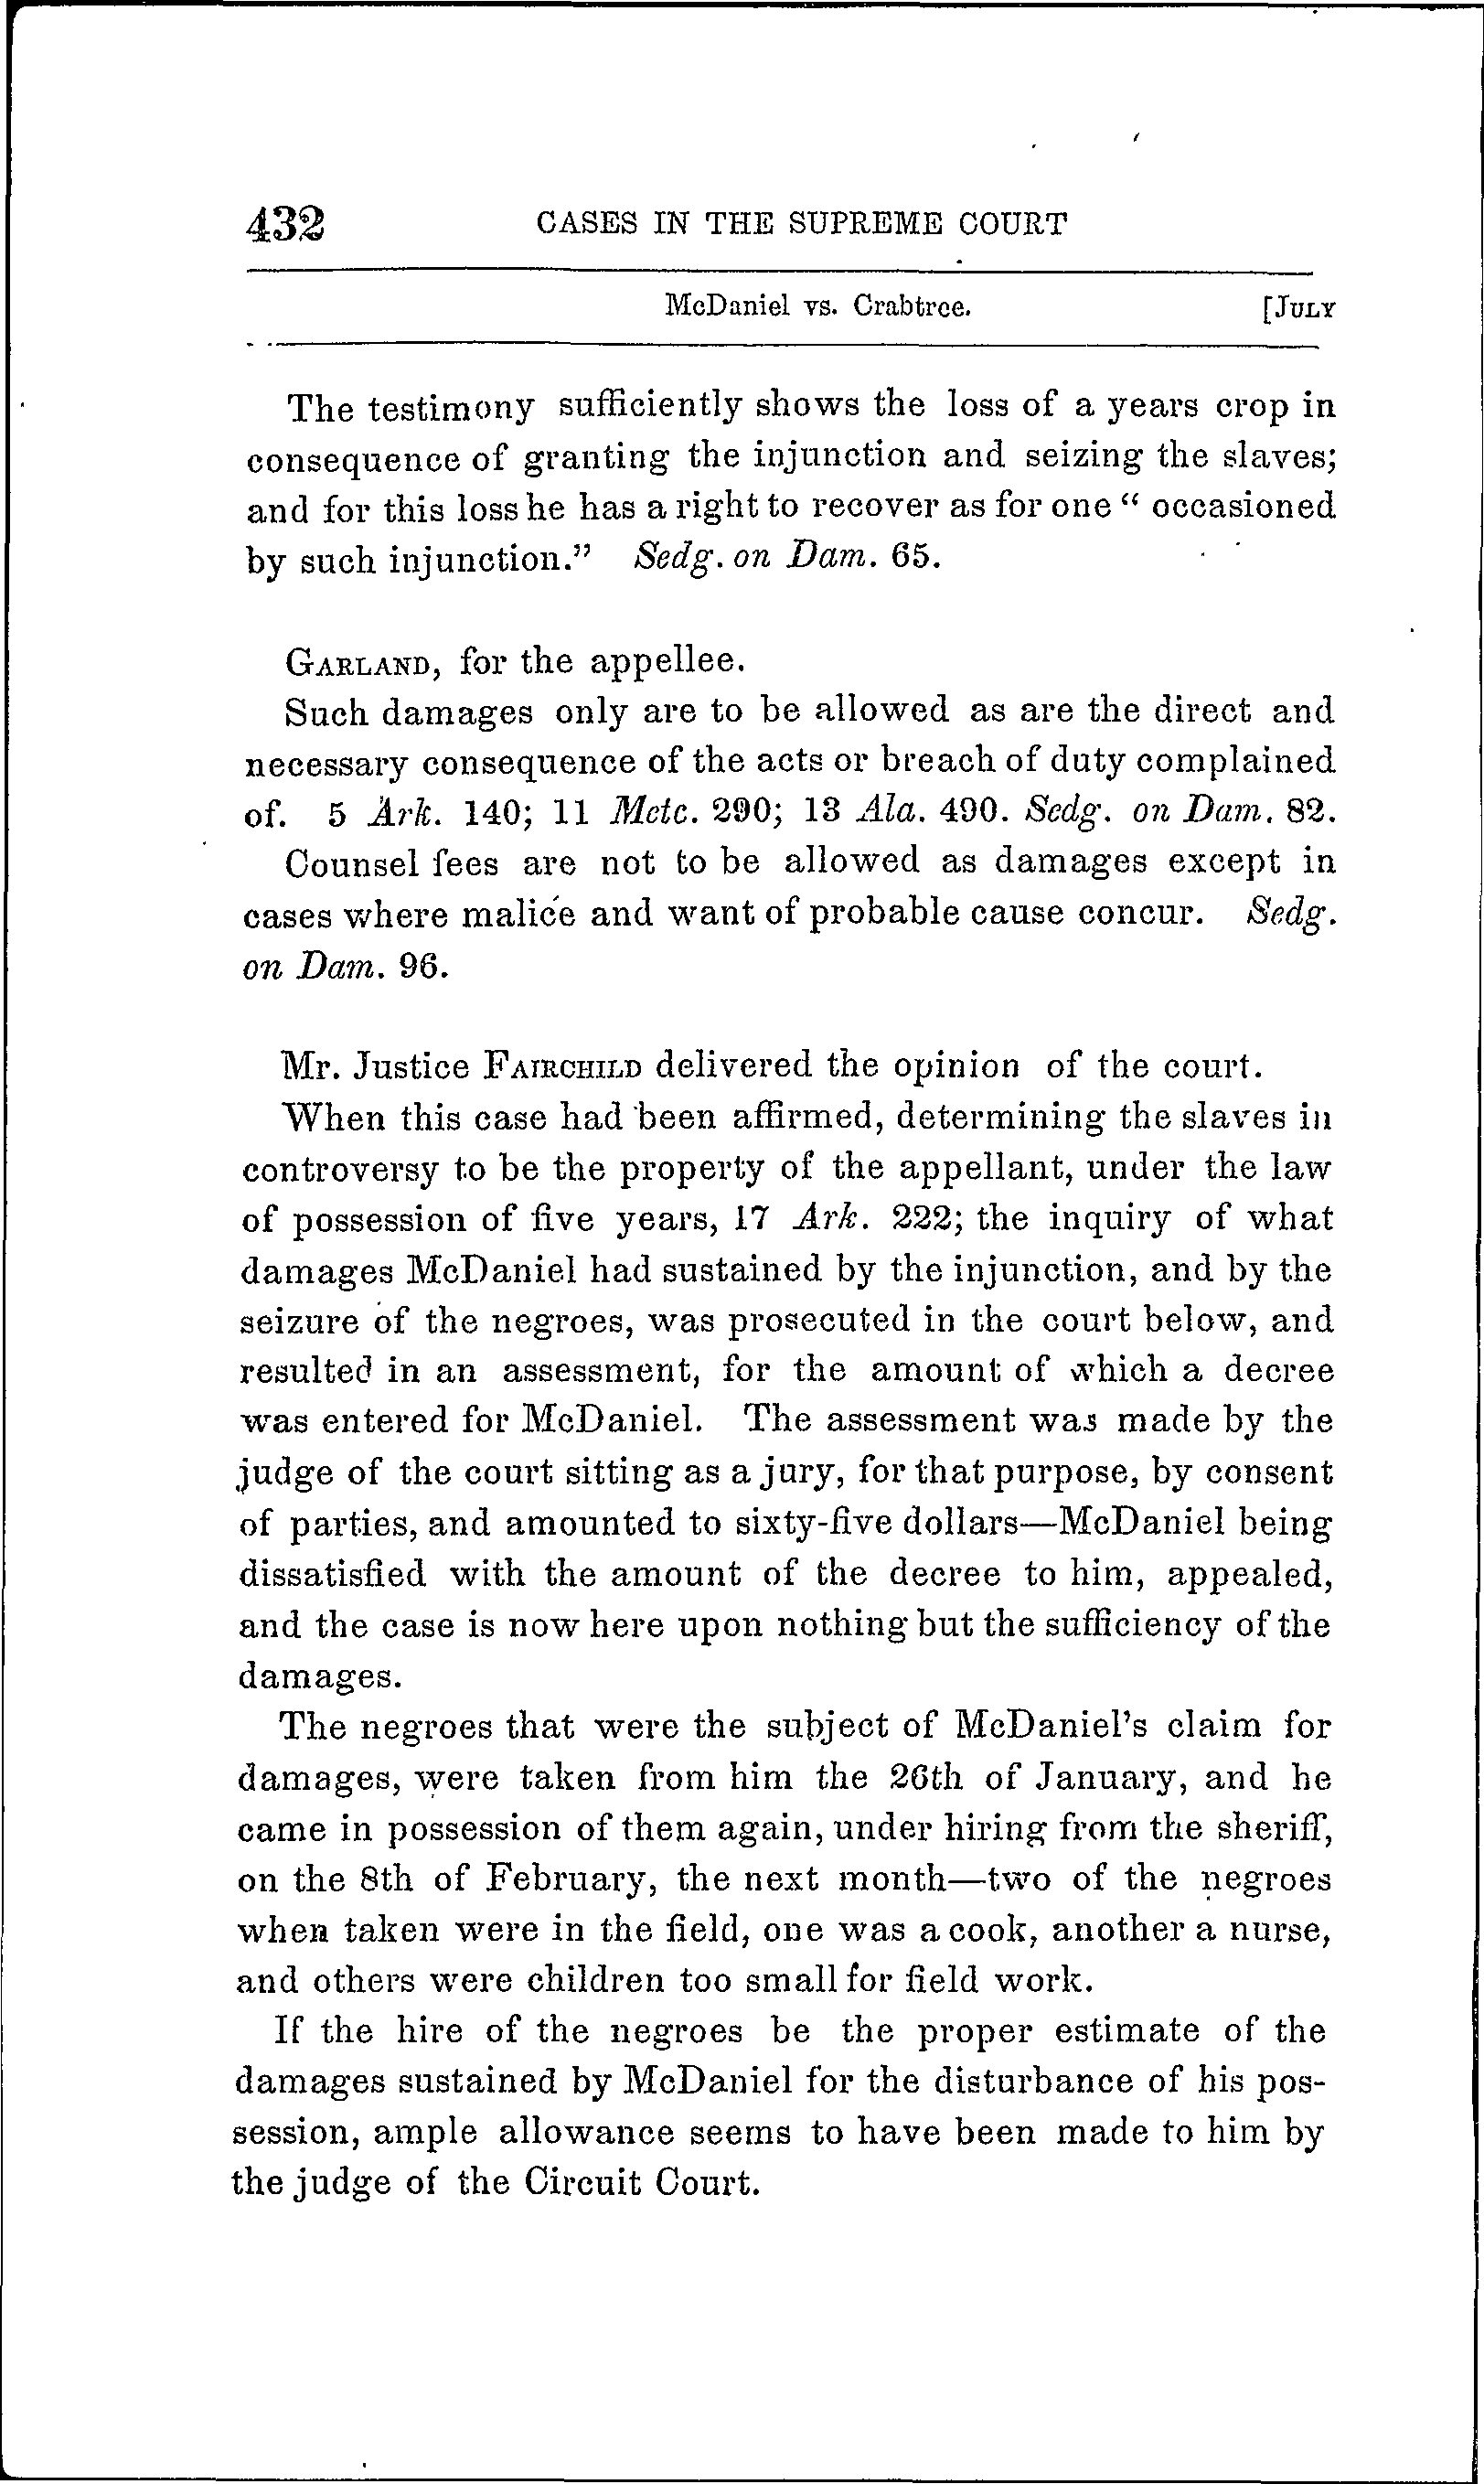 432 CASES IN THE SUPREME COURT
McDaniel vs. Crabtree. [JULY
The testimony sufficiently shows the loss of a years crop in
consequence of granting the injunction and seizing the slaves;
and for this loss he has a right to recover as for one “ occasioned
by such injunction.” Sedg. on Dam. 65.
GARLAND, for the appellee.
Such damages only are to be allowed as are the direct and
necessary consequence of the acts or breach of duty complained
of. 5 Ark. 140; 11 Metc. 290; 13 Ala. 490. Sedg. on Dam. 82.
Counsel fees are not to be allowed as damages except in
cases where malice and want of probable cause concur. Sedg.
on Dam. 96.
Mr. Justice FAIRCHILD delivered the opinion of the court.
When this case had been affirmed, determining the slaves in
controversy to be the property of the appellant, under the law
of possession of five years, 17 Ark. 222; the inquiry of what
damages McDaniel had sustained by the injunction, and by the
seizure of the negroes, was prosecuted in the court below, and
resulted in an assessment, for the amount of which a decree
was entered for McDaniel. The assessment was made by the
judge of the court sitting as a jury, for that purpose, by consent
of parties, and amounted to sixty-five dollars—McDaniel being
dissatisfied with the amount of the decree to him, appealed,
and the case is now here upon nothing but the sufficiency of the
damages.
The negroes that were the subject of McDaniel's claim for
damages, were taken from him the 26th of January, and he
came in possession of them again, under hiring from the sheriff,
on the 8th of February, the next month—two of the negroes
when taken were in the field, one was a cook, another a nurse,
and others were children too small for field work.
If the hire of the negroes be the proper estimate of the
damages sustained by McDaniel for the disturbance of his pos-
session, ample allowance seems to have been made to him by
the judge of the Circuit Court.